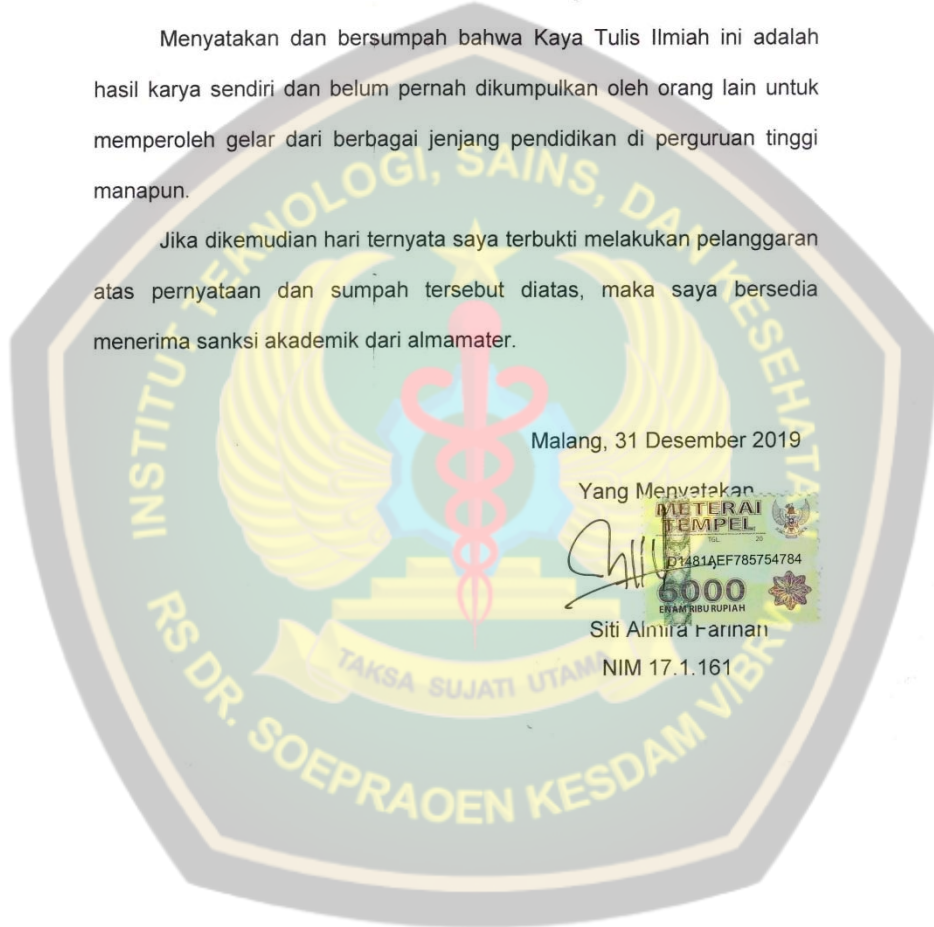 Menyatakan dan bersumpah bahwa Kaya Tulis Ilmiah ini adalah
hasil karya sendiri dan belum pernah dikumpulkan oleh orang lain untuk
memperoleh gelar dari berbagai jenjang pendidikan di perguruan tinggi
manapun.
Jika dikemudian hari ternyata saya terbukti melakukan pelanggaran
atas pernyataan dan sumpah tersebut diatas, maka saya bersedia
menerima sanksi akademik dari almamater.
Malang, 31 Desember 2019
Yang Menyatakan
METERAI
TEMPEL
TGL. 20
D1481AEF785754784
6000
ENAM RIBU RUPIAH
Siti Almira Farihah
NIM 17.1.161
INSTITUT TEKNOLOGI, SAINS, DAN KESEHATAN
RS DR. SOEPRAOEN KESDAM V/BRW
TAKSA SUJATI UTAMA